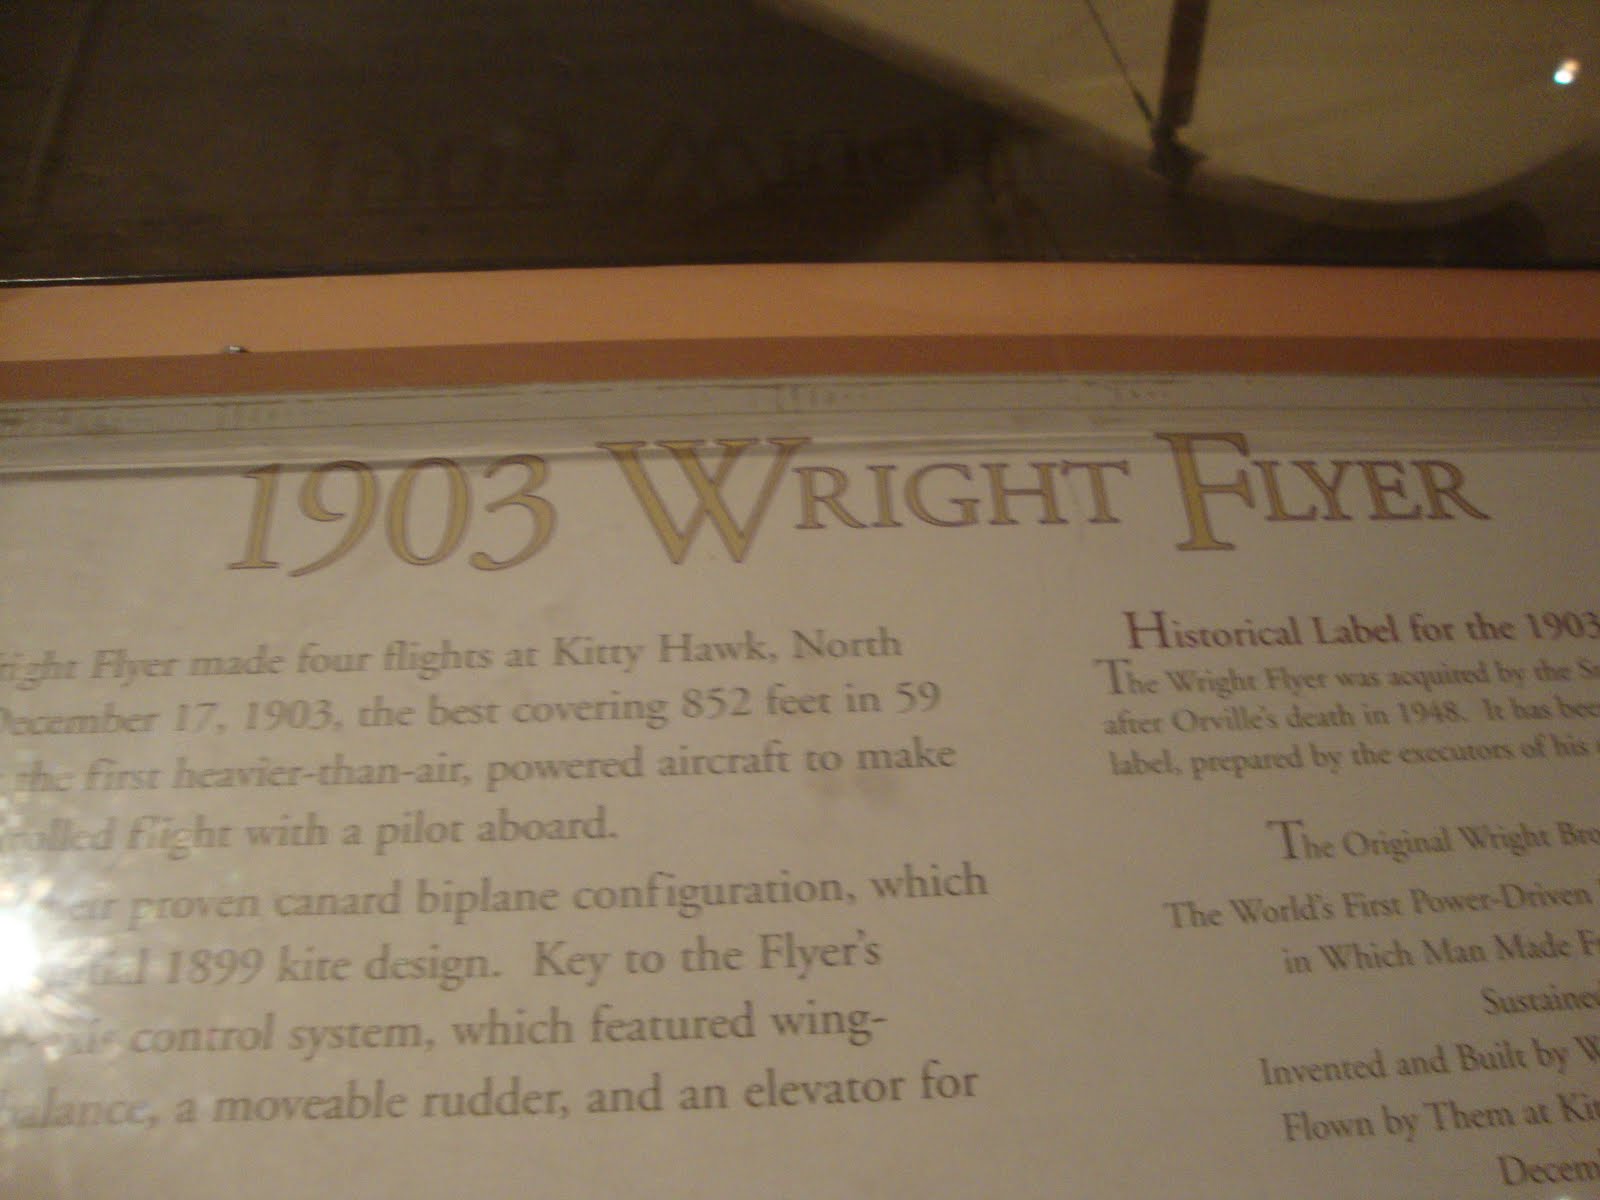 1903 WRIGHT FLYER
Flyer made four flights at Kitty Hawk, North
December 17, 1903, the best covering 852 feet in 59
the first heavier-than-air, powered aircraft to make
flight with a pilot aboard.
proven canard biplane configuration, which
1899 kite design. Key to the Flyer's
control system, which featured wing-
balance, a moveable rudder, and an elevator for
Historical Label for the 1903
The Wright Flyer was acquired by the
after Orville's death in 1948. It has
label, prepared by the executors of his
The Original Wright
The World's First Power-Driven
in Which Man Made
Invented and Built by
Flown by Them at